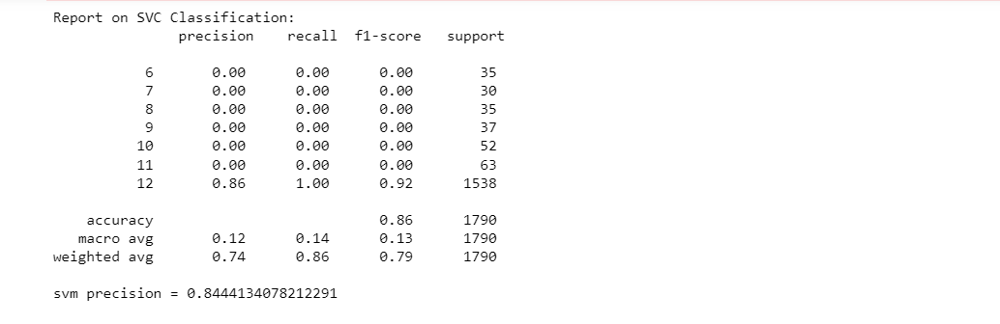 Report on SVC Classification:
              precision    recall  f1-score   support
           6       0.00      0.00      0.00        35
           7       0.00      0.00      0.00        30
           8       0.00      0.00      0.00        35
           9       0.00      0.00      0.00        37
          10       0.00      0.00      0.00        52
          11       0.00      0.00      0.00        63
          12       0.86      1.00      0.92      1538
    accuracy                           0.86      1790
   macro avg       0.12      0.14      0.13      1790
weighted avg       0.74      0.86      0.79      1790
svm precision = 0.8444134078212291